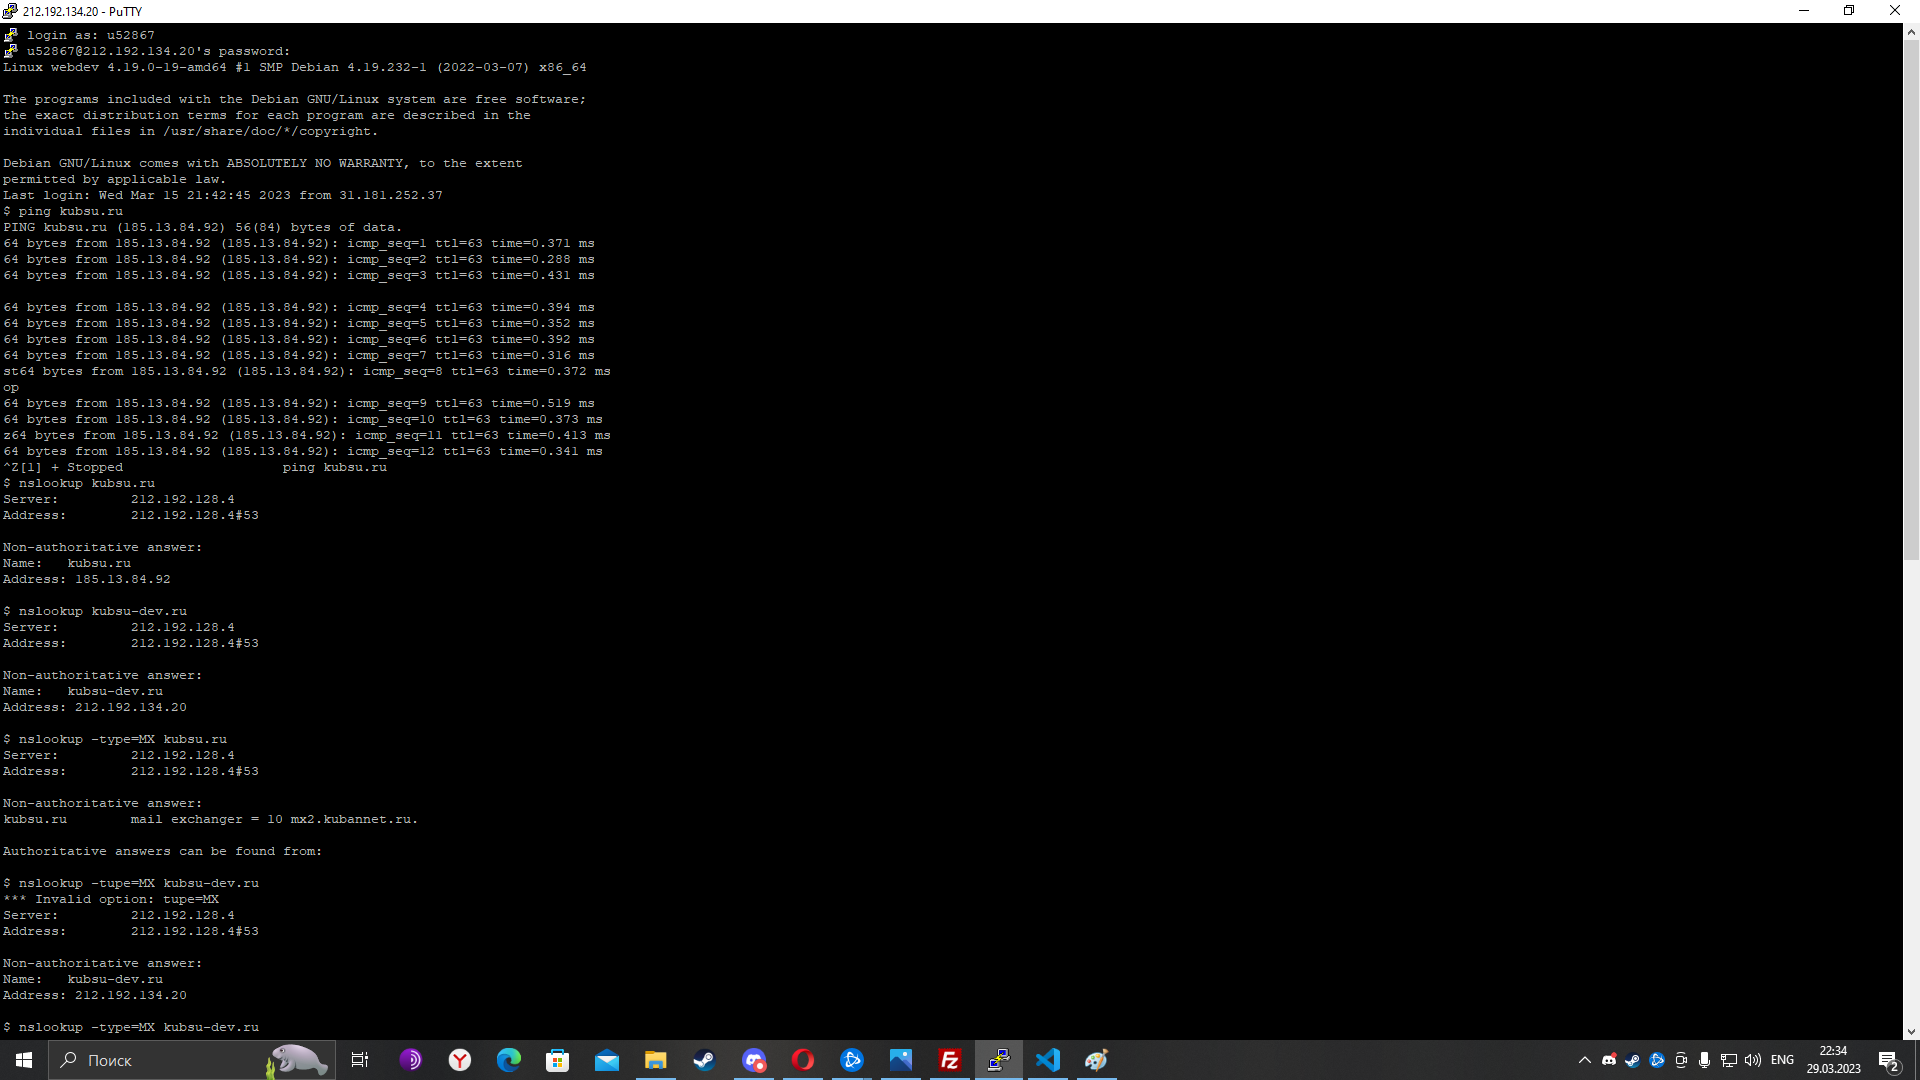 212.192.134.20 - PuTTY
login as: u52867
u52867@212.192.134.20's password:
Linux webdev 4.19.0-19-amd64 #1 SMP Debian 4.19.232-1 (2022-03-07) x86_64
The programs included with the Debian GNU/Linux system are free software;
the exact distribution terms for each program are described in the
individual files in /usr/share/doc/*/copyright.
Debian GNU/Linux comes with ABSOLUTELY NO WARRANTY, to the extent
permitted by applicable law.
Last login: Wed Mar 15 21:42:45 2023 from 31.181.252.37
$ ping kubsu.ru
PING kubsu.ru (185.13.84.92) 56(84) bytes of data.
64 bytes from 185.13.84.92 (185.13.84.92): icmp_seq=1 ttl=63 time=0.371 ms
64 bytes from 185.13.84.92 (185.13.84.92): icmp_seq=2 ttl=63 time=0.288 ms
64 bytes from 185.13.84.92 (185.13.84.92): icmp_seq=3 ttl=63 time=0.431 ms
64 bytes from 185.13.84.92 (185.13.84.92): icmp_seq=4 ttl=63 time=0.394 ms
64 bytes from 185.13.84.92 (185.13.84.92): icmp_seq=5 ttl=63 time=0.352 ms
64 bytes from 185.13.84.92 (185.13.84.92): icmp_seq=6 ttl=63 time=0.392 ms
64 bytes from 185.13.84.92 (185.13.84.92): icmp_seq=7 ttl=63 time=0.316 ms
st64 bytes from 185.13.84.92 (185.13.84.92): icmp_seq=8 ttl=63 time=0.372 ms
op
64 bytes from 185.13.84.92 (185.13.84.92): icmp_seq=9 ttl=63 time=0.519 ms
64 bytes from 185.13.84.92 (185.13.84.92): icmp_seq=10 ttl=63 time=0.373 ms
z64 bytes from 185.13.84.92 (185.13.84.92): icmp_seq=11 ttl=63 time=0.413 ms
64 bytes from 185.13.84.92 (185.13.84.92): icmp_seq=12 ttl=63 time=0.341 ms
^Z[1] + Stopped                    ping kubsu.ru
$ nslookup kubsu.ru
Server:         212.192.128.4
Address:        212.192.128.4#53
Non-authoritative answer:
Name:   kubsu.ru
Address: 185.13.84.92
$ nslookup kubsu-dev.ru
Server:         212.192.128.4
Address:        212.192.128.4#53
Non-authoritative answer:
Name:   kubsu-dev.ru
Address: 212.192.134.20
$ nslookup -type=MX kubsu.ru
Server:         212.192.128.4
Address:        212.192.128.4#53
Non-authoritative answer:
kubsu.ru        mail exchanger = 10 mx2.kubannet.ru.
Authoritative answers can be found from:
$ nslookup -tupe=MX kubsu-dev.ru
*** Invalid option: tupe=MX
Server:         212.192.128.4
Address:        212.192.128.4#53
Non-authoritative answer:
Name:   kubsu-dev.ru
Address: 212.192.134.20
$ nslookup -type=MX kubsu-dev.ru
Поиск
ENG
22:34
29.03.2023
2